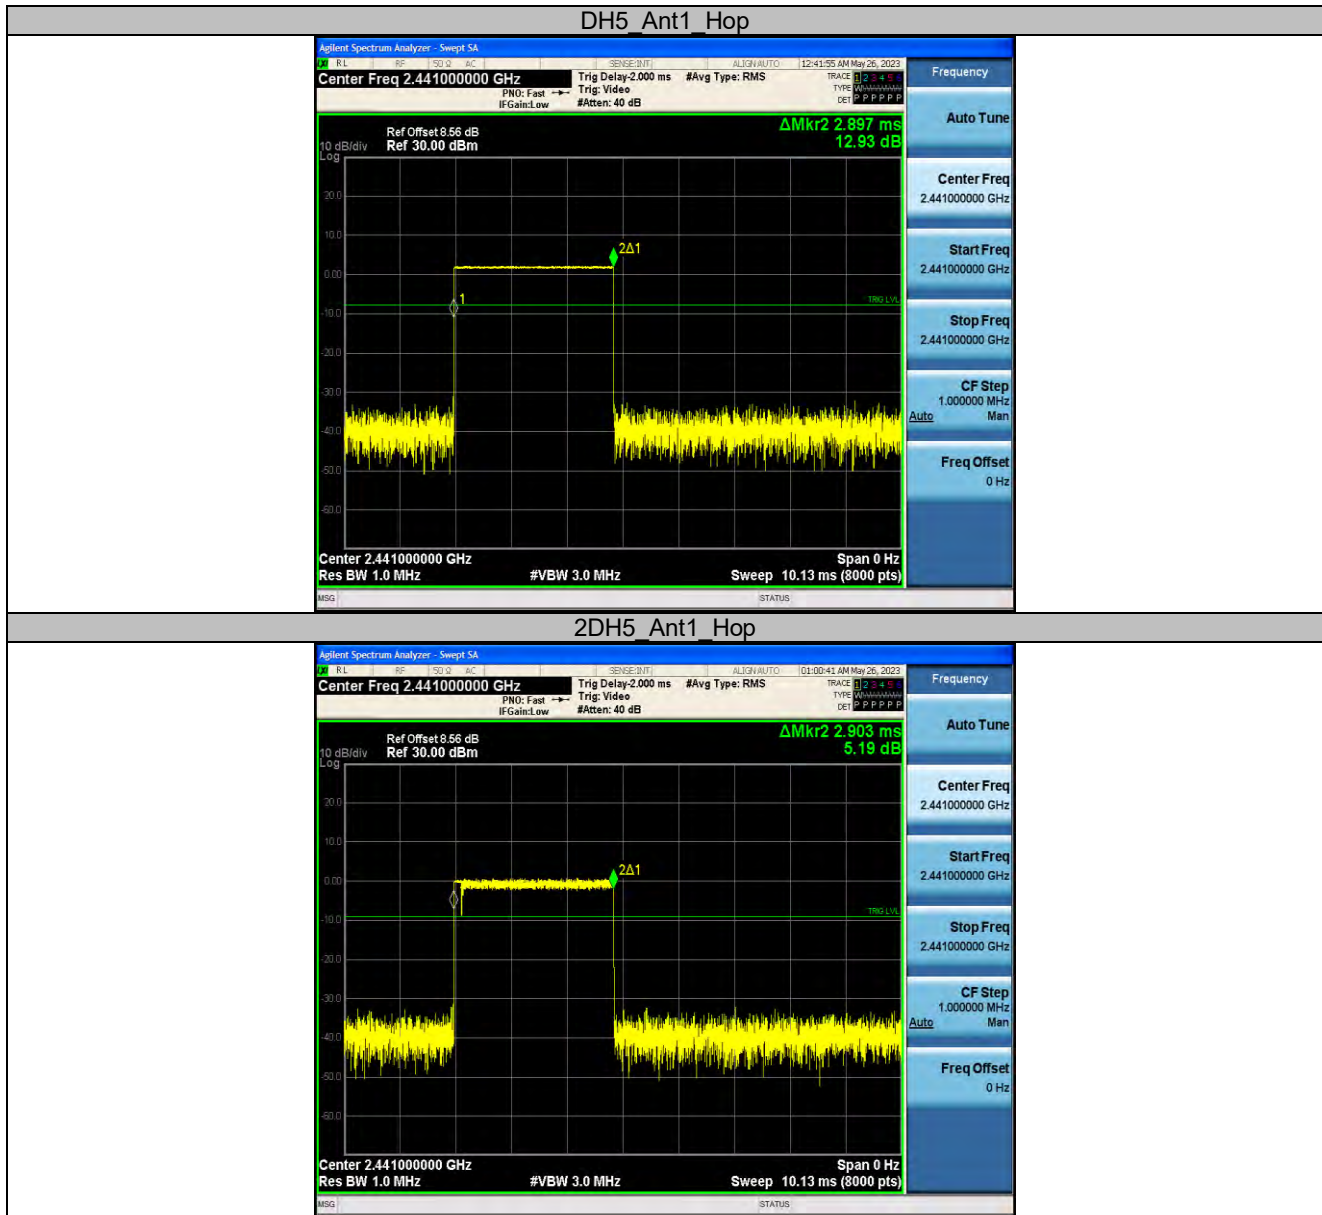 DH5_Ant1_Hop
Agilent Spectrum Analyzer - Swept SA
LXI RL RF 50 Ω AC SENSE:INT ALIGN AUTO 12:41:55 AM May 26, 2023
Center Freq 2.441000000 GHz Trig Delay-2.000 ms #Avg Type: RMS TRACE 1 2 3 4 5 6
PNO: Fast Trig: Video TYPE
IFGain:Low #Atten: 40 dB DET P P P P P P
Frequency
Auto Tune
ΔMkr2 2.897 ms
Ref Offset 8.56 dB
10 dB/div Ref 30.00 dBm 12.93 dB
Log
20.0
10.0
2Δ1
0.00
1
TRIG LVL
-10.0
-20.0
-30.0
-40.0
-50.0
-60.0
Center Freq
2.441000000 GHz
Start Freq
2.441000000 GHz
Stop Freq
2.441000000 GHz
CF Step
1.000000 MHz
Auto Man
Freq Offset
0 Hz
Center 2.441000000 GHz Span 0 Hz
Res BW 1.0 MHz #VBW 3.0 MHz Sweep 10.13 ms (8000 pts)
MSG STATUS
2DH5_Ant1_Hop
Agilent Spectrum Analyzer - Swept SA
LXI RL RF 50 Ω AC SENSE:INT ALIGN AUTO 01:00:41 AM May 26, 2023
Center Freq 2.441000000 GHz Trig Delay-2.000 ms #Avg Type: RMS TRACE 1 2 3 4 5 6
PNO: Fast Trig: Video TYPE
IFGain:Low #Atten: 40 dB DET P P P P P P
Frequency
Auto Tune
ΔMkr2 2.903 ms
Ref Offset 8.56 dB
10 dB/div Ref 30.00 dBm 5.19 dB
Log
20.0
10.0
2Δ1
0.00
TRIG LVL
-10.0
-20.0
-30.0
-40.0
-50.0
-60.0
Center Freq
2.441000000 GHz
Start Freq
2.441000000 GHz
Stop Freq
2.441000000 GHz
CF Step
1.000000 MHz
Auto Man
Freq Offset
0 Hz
Center 2.441000000 GHz Span 0 Hz
Res BW 1.0 MHz #VBW 3.0 MHz Sweep 10.13 ms (8000 pts)
MSG STATUS